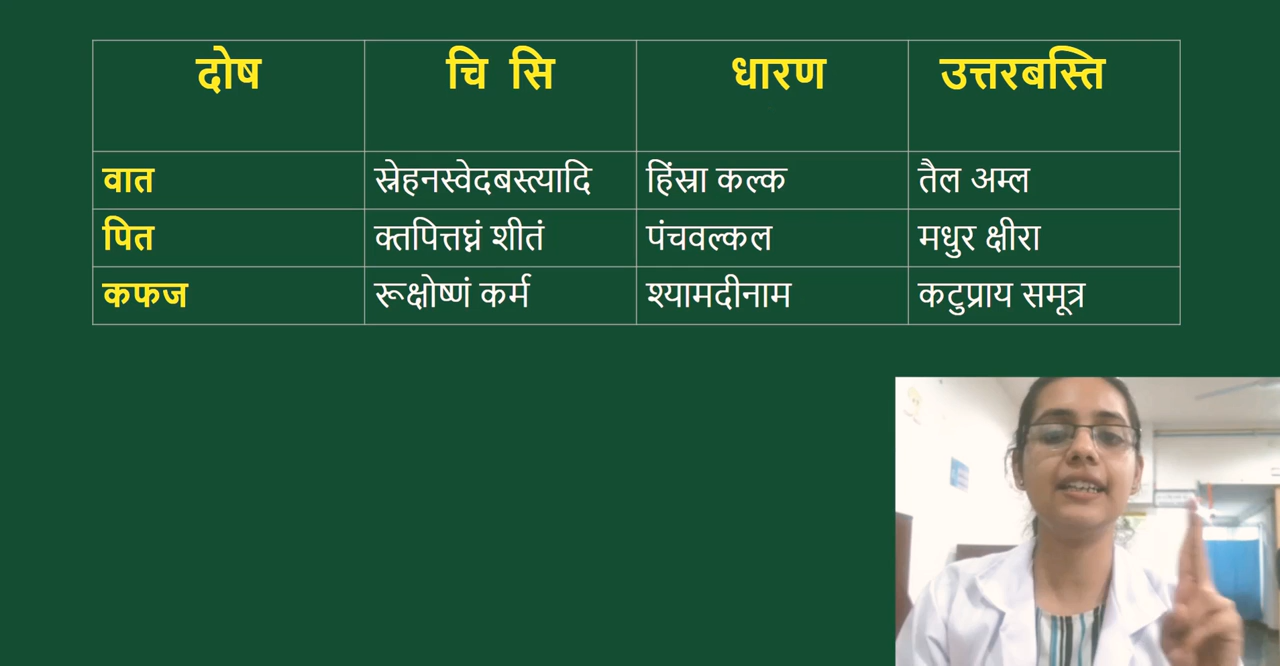 दोष चि सि धारण उत्तरबस्ति
वात स्नेहनस्वेदबस्त्यादि हिंस्रा कल्क तैल अम्ल
पित क्तपित्तघ्नं शीतं पंचवल्कल मधुर क्षीरा
कफज रूक्षोष्णं कर्म श्यामदीनाम कटुप्राय समूत्र